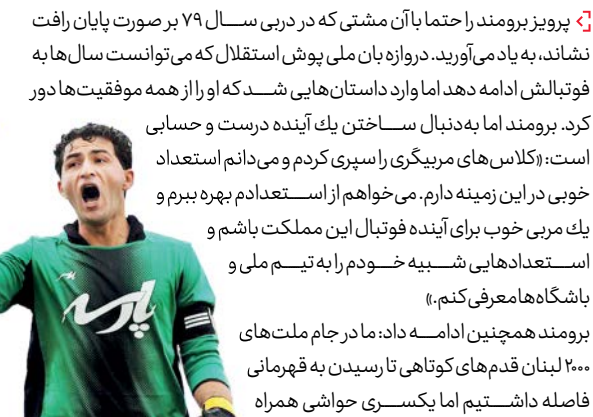 پرویز برومند را حتما با آن مشتی که در دربی سال ۷۹ بر صورت پایان رافت
نشاند، به یاد می‌آورید. دروازه بان ملی پوش استقلال که می‌توانست سال‌ها به
فوتبالش ادامه دهد اما وارد داستان‌هایی شد که او را از همه موفقیت‌ها دور
کرد. برومند اما به‌دنبال ساختن یك آینده درست و حسابی
است: «کلاس‌های مربیگری را سپری کردم و می‌دانم استعداد
خوبی در این زمینه دارم. می‌خواهم از استعدادم بهره ببرم و
یك مربی خوب برای آینده فوتبال این مملکت باشم و
استعدادهایی شبیه خودم را به تیم ملی و
باشگاه‌ها معرفی کنم.»
برومند همچنین ادامه داد: ما در جام ملت‌های
۲۰۰۰ لبنان قدم‌های کوتاهی تا رسیدن به قهرمانی
فاصله داشتیم اما یکسری حواشی همراه
پارسه